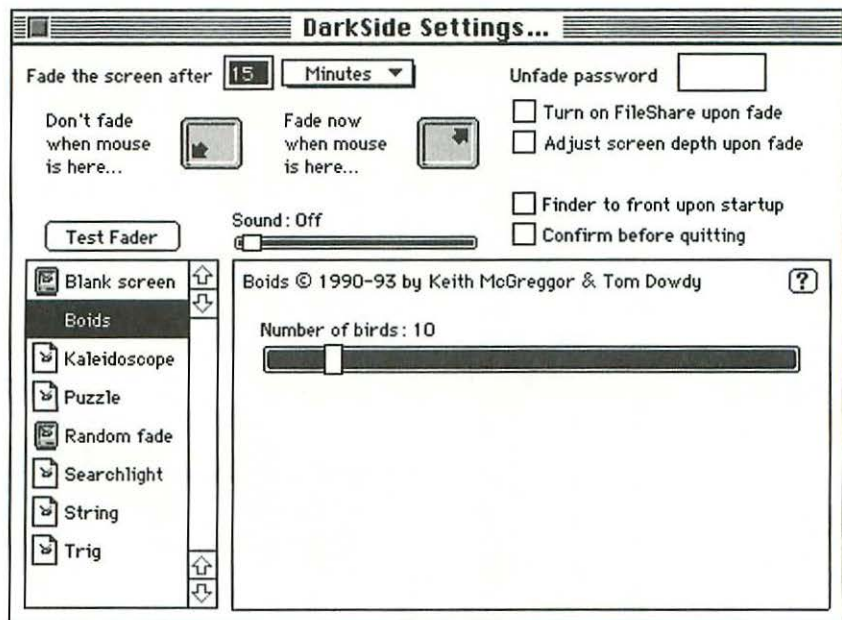 DarkSide Settings...
Fade the screen after 15 Minutes
Unfade password
Don't fade
when mouse
is here...
Fade now
when mouse
is here...
Turn on FileShare upon fade
Adjust screen depth upon fade
Finder to front upon startup
Confirm before quitting
Test Fader
Sound: Off
Blank screen
Boids
Kaleidoscope
Puzzle
Random fade
Searchlight
String
Trig
Boids © 1990-93 by Keith McGreggor & Tom Dowdy
?
Number of birds: 10